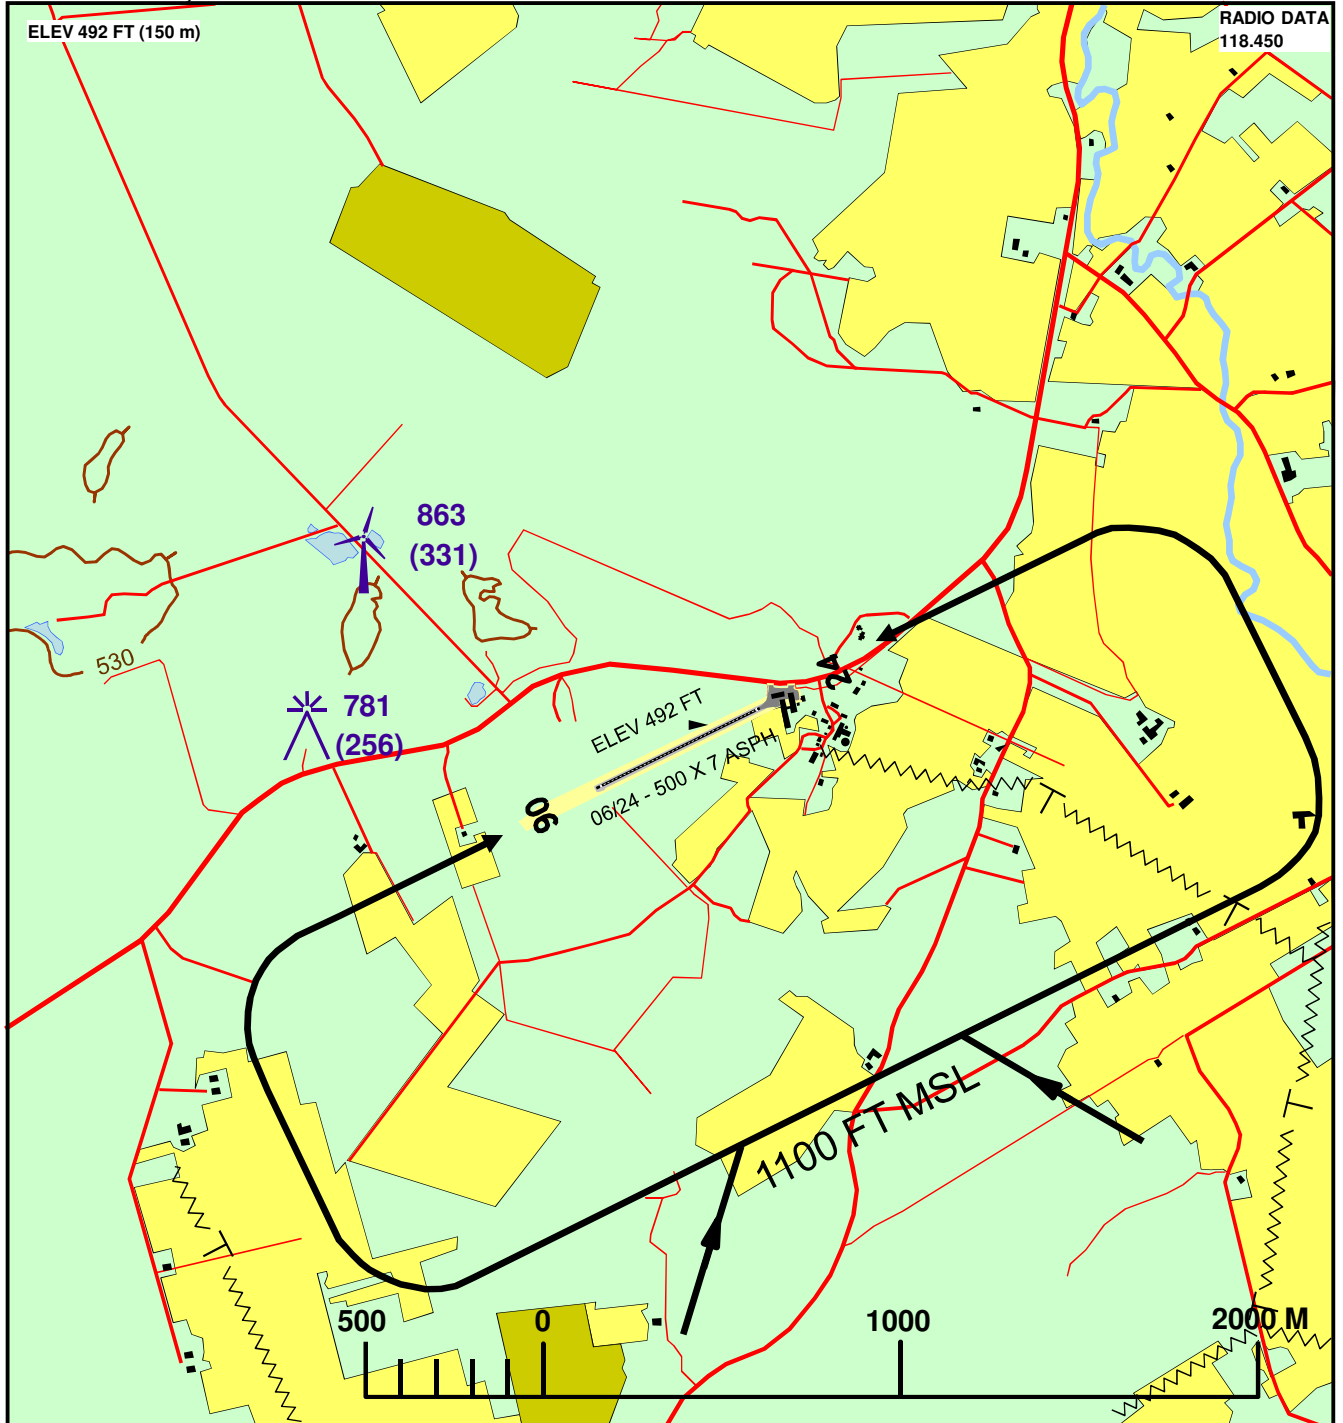 ELEV 492 FT (150 m)
RADIO DATA
118.450
863
(331)
530
781
(256)
24
ELEV 492 FT
06/24 - 500 X 7 ASPH
06
1100 FT MSL
500
0
1000
2000 M